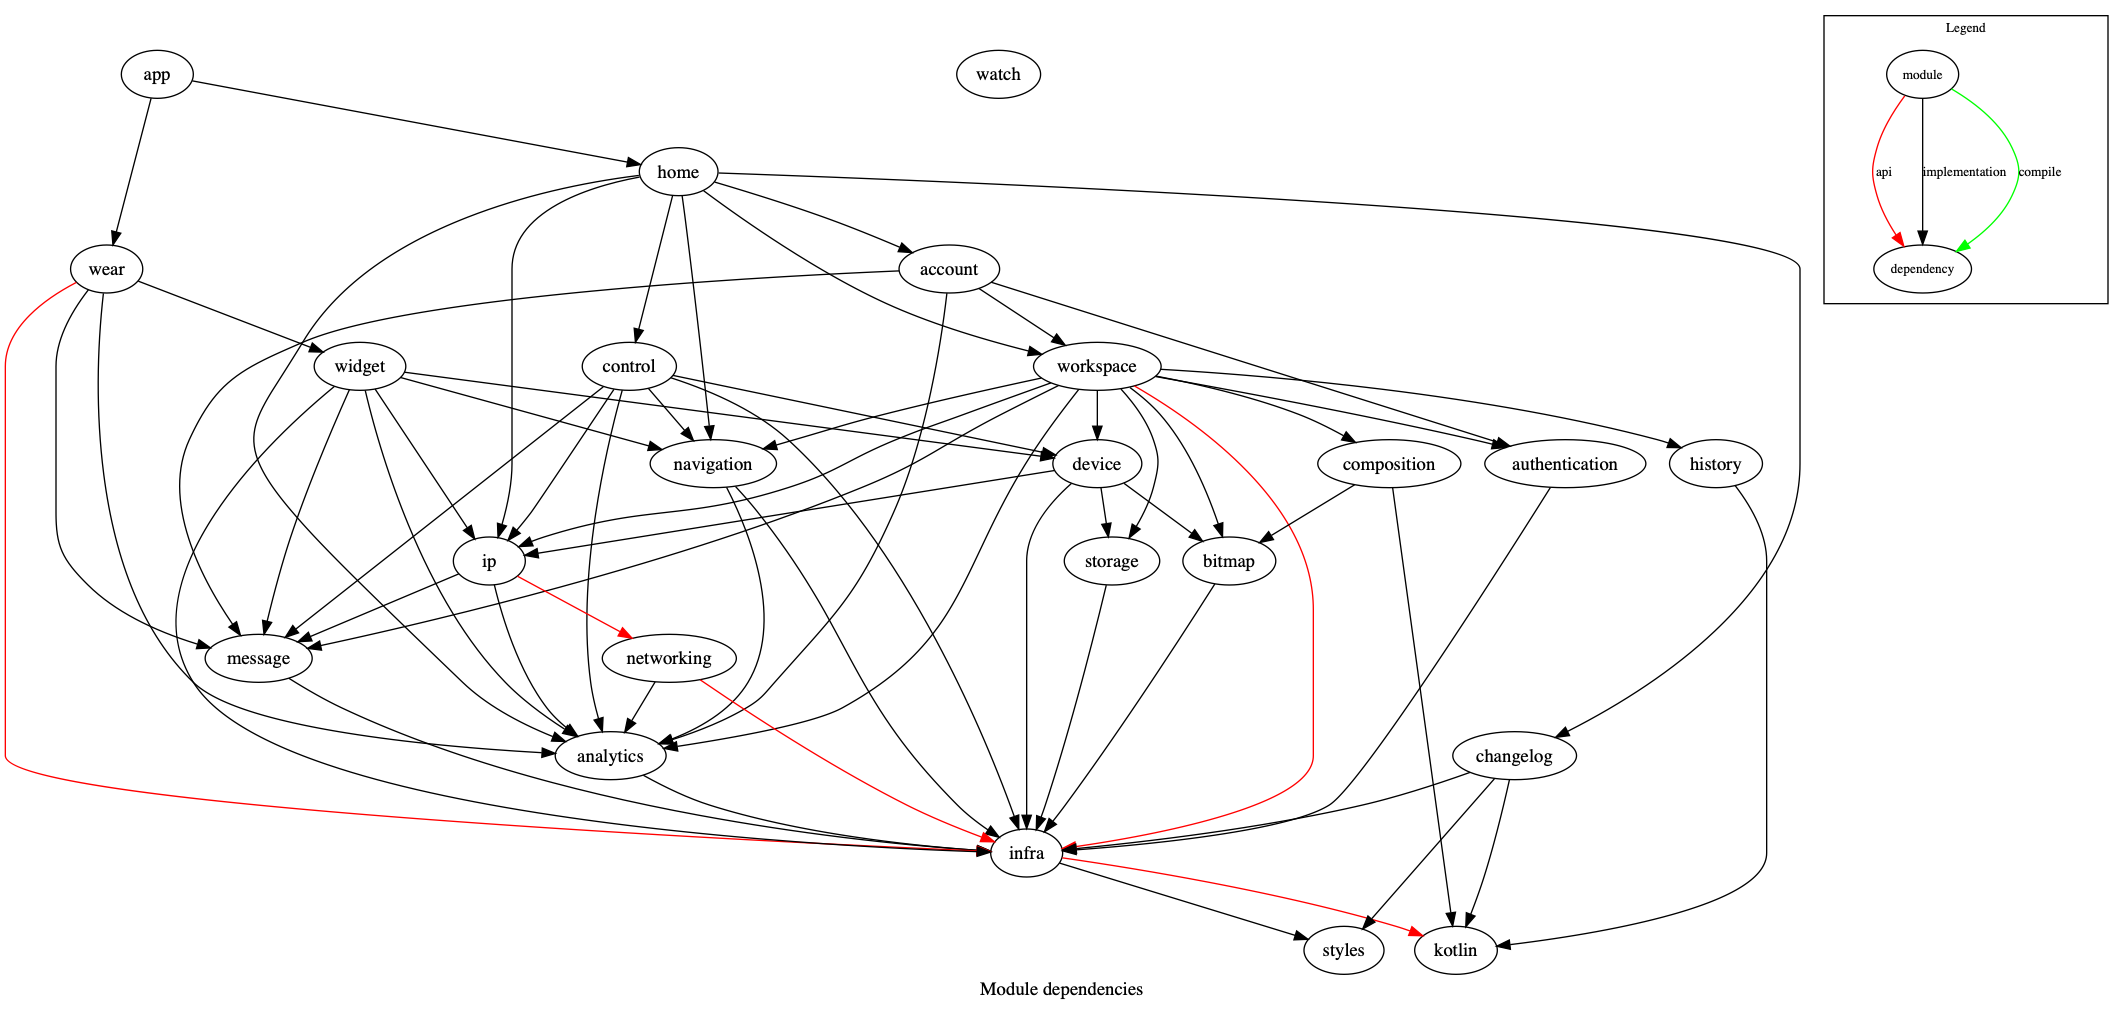 Legend
app
watch
module
home
api
implementation
compile
wear
account
dependency
widget
control
workspace
navigation
device
composition
authentication
history
ip
storage
bitmap
message
networking
analytics
changelog
infra
styles
kotlin
Module dependencies